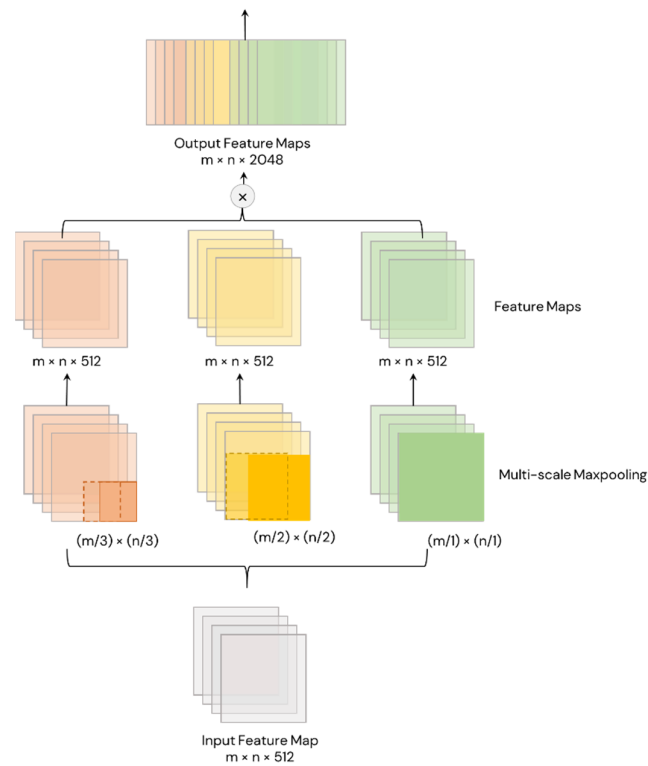 Output Feature Maps
m × n × 2048
×
Feature Maps
m × n × 512
m × n × 512
m × n × 512
Multi-scale Maxpooling
(m/3) × (n/3)
(m/2) × (n/2)
(m/1) × (n/1)
Input Feature Map
m × n × 512